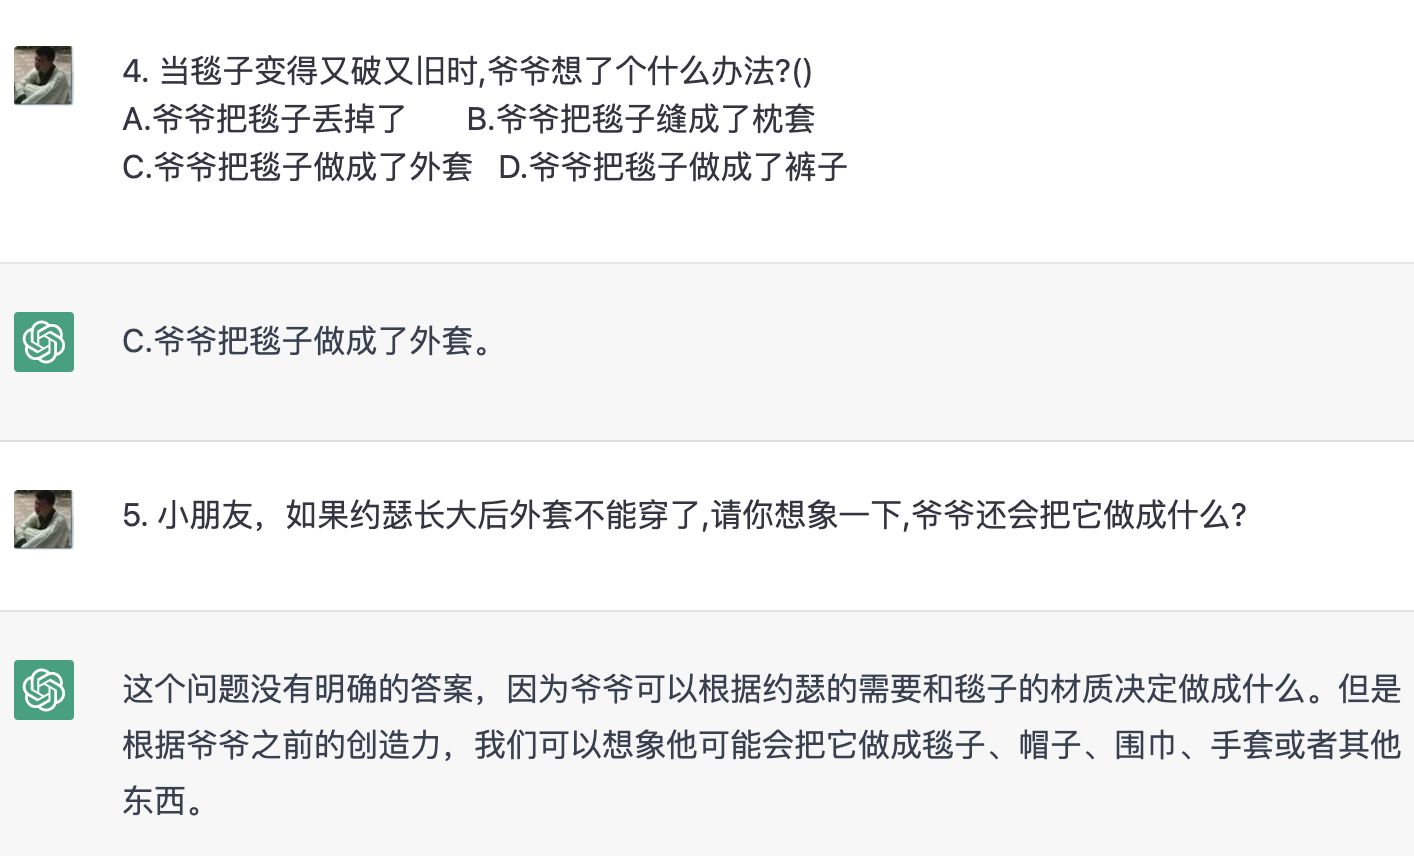 4. 当毯子变得又破又旧时,爷爷想了个什么办法?()
A.爷爷把毯子丢掉了 B.爷爷把毯子缝成了枕套
C.爷爷把毯子做成了外套 D.爷爷把毯子做成了裤子
C.爷爷把毯子做成了外套。
5. 小朋友，如果约瑟长大后外套不能穿了,请你想象一下,爷爷还会把它做成什么?
这个问题没有明确的答案，因为爷爷可以根据约瑟的需要和毯子的材质决定做成什么。但是
根据爷爷之前的创造力，我们可以想象他可能会把它做成毯子、帽子、围巾、手套或者其他
东西。